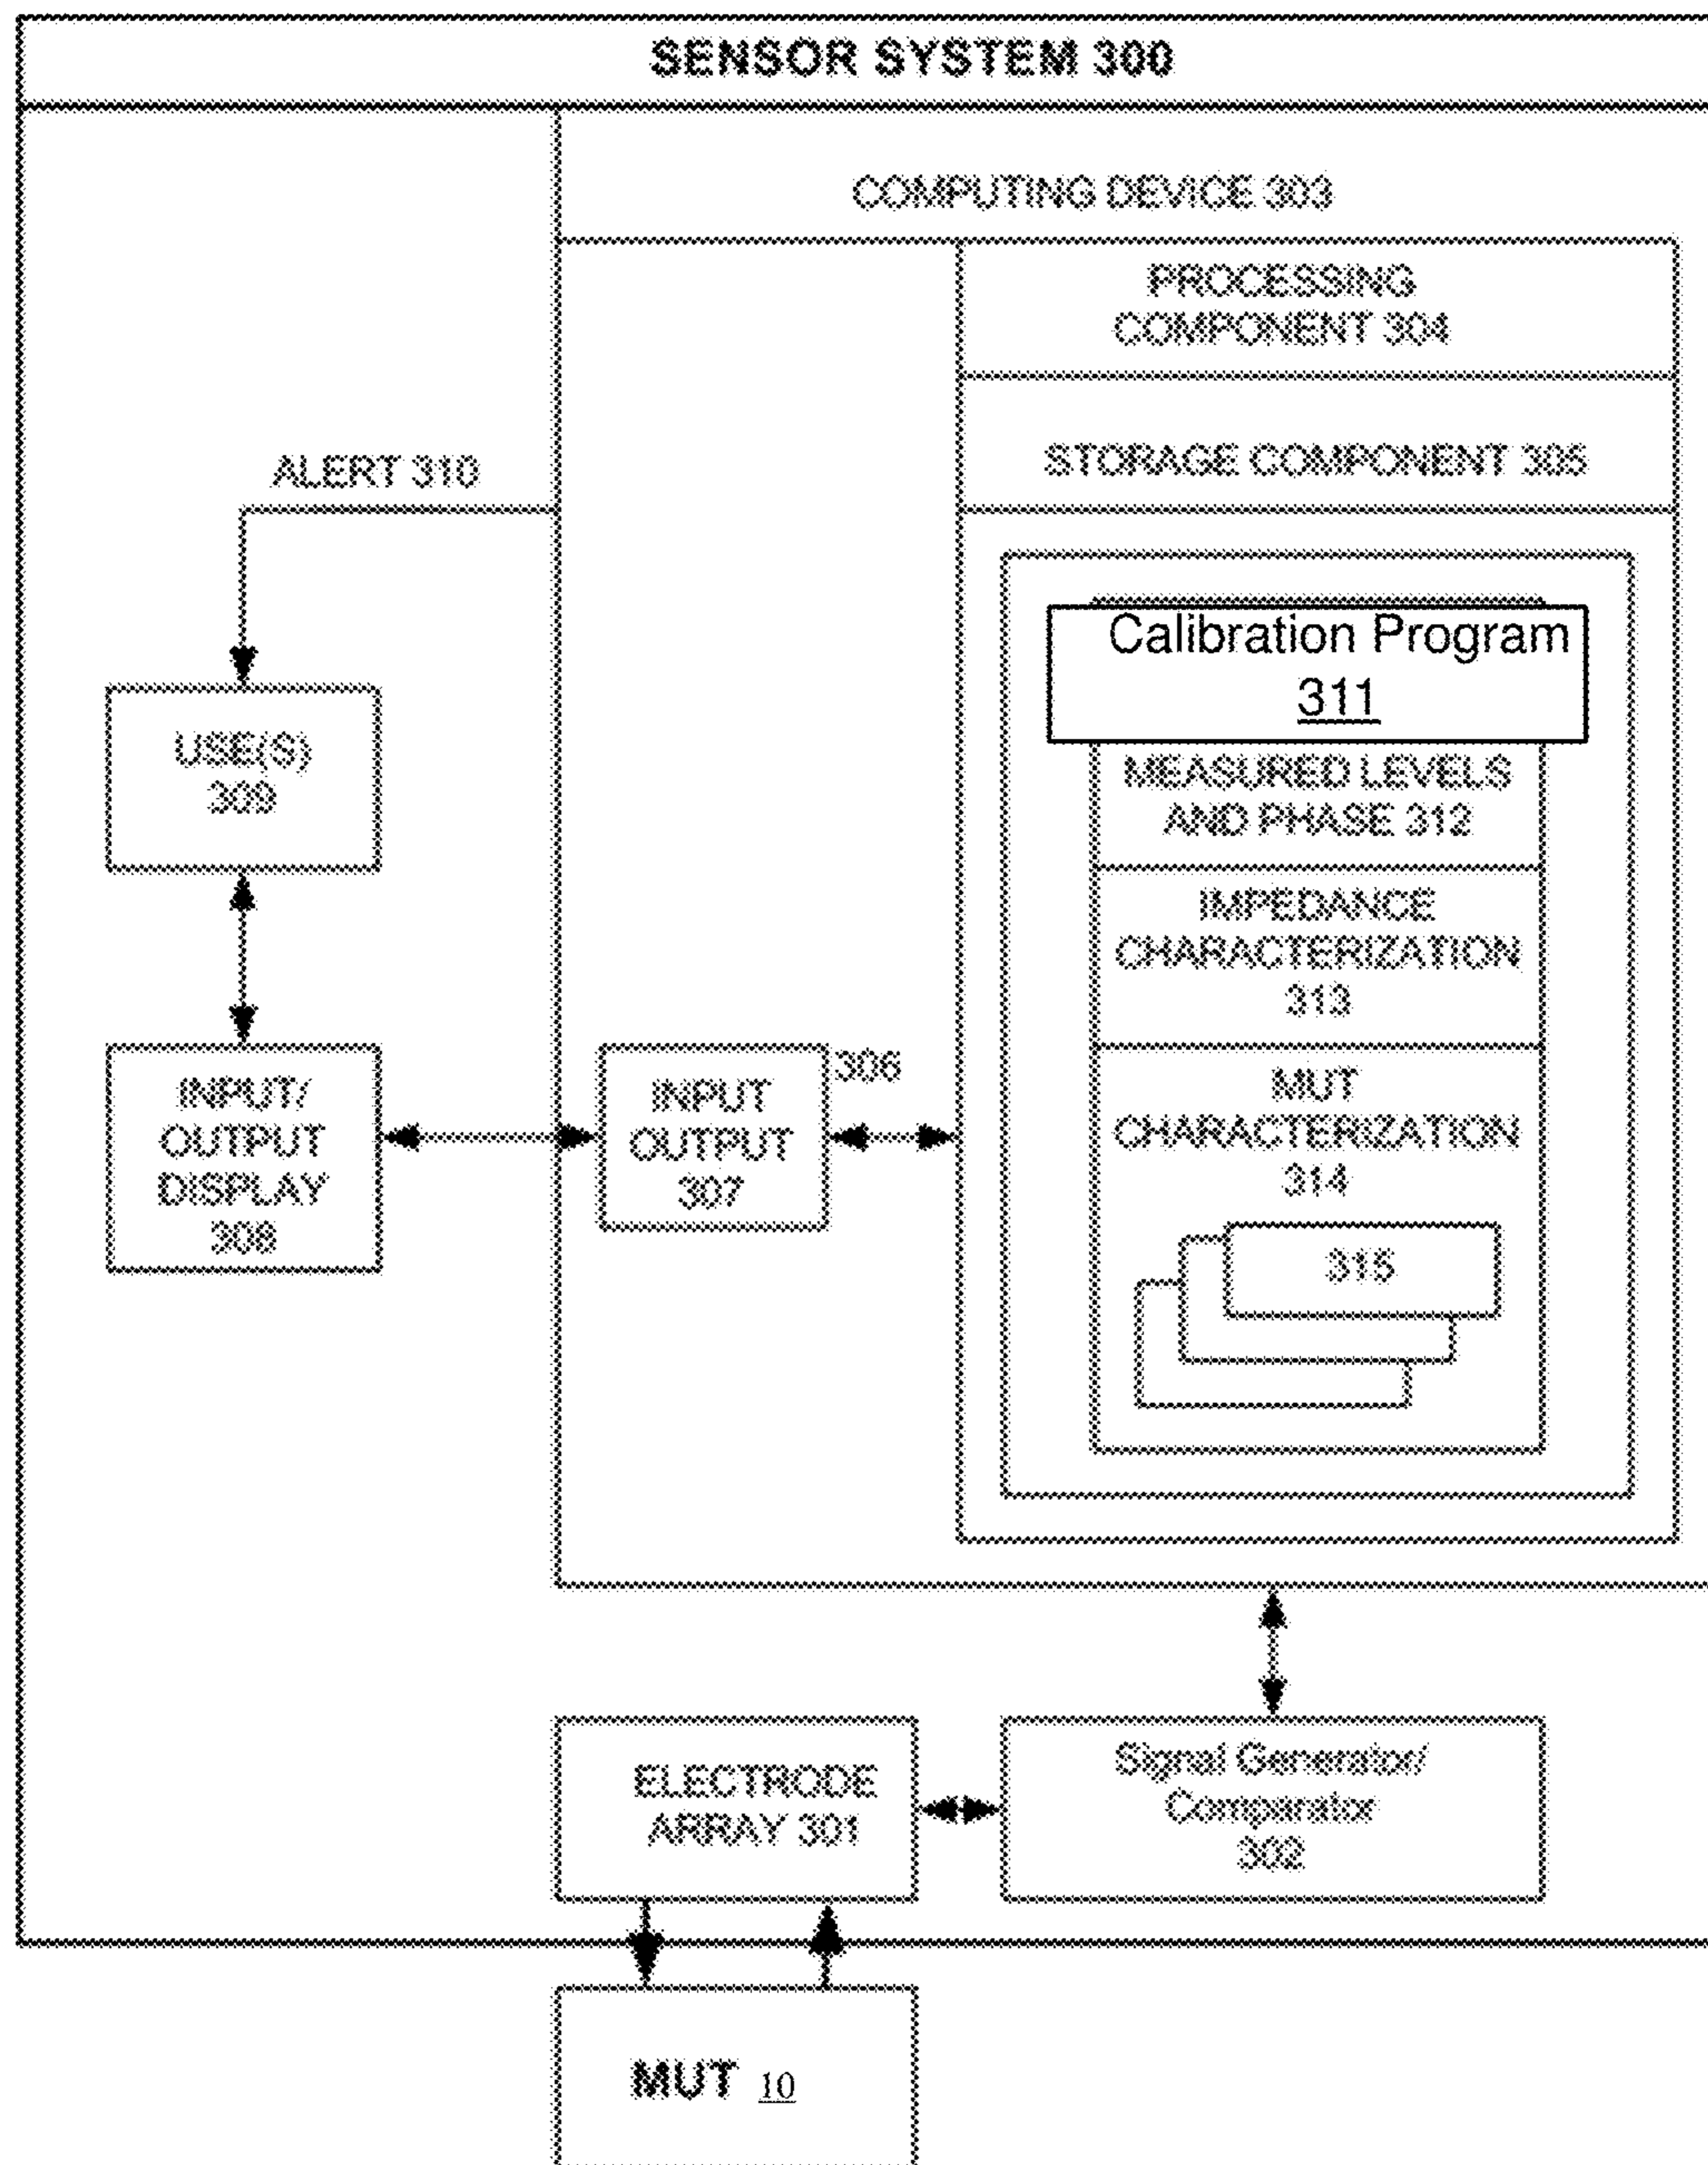 SENSOR SYSTEM 300
COMPUTING DEVICE 303
PROCESSING
COMPONENT 304
STORAGE COMPONENT 305
ALERT 310
Calibration Program
311
USE(S)
309
MEASURED LEVELS
AND PHASE 312
IMPEDANCE
CHARACTERIZATION
313
INPUT/
OUTPUT
DISPLAY
308
INPUT
OUTPUT
307
306
MUT
CHARACTERIZATION
314
315
ELECTRODE
ARRAY 301
Signal Generator/
Comparator
302
MUT 10